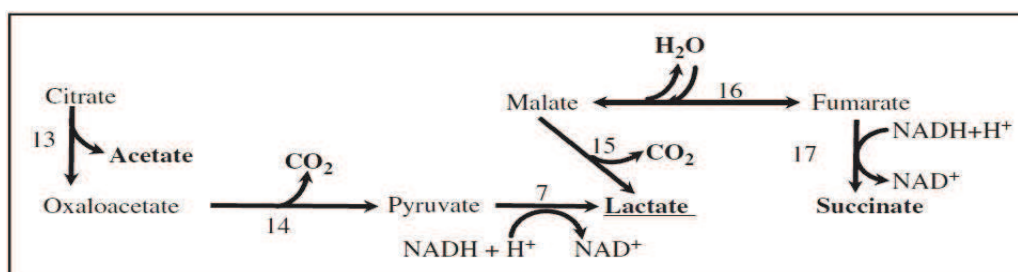 H₂O
Citrate
Malate
16
Fumarate
13
Acetate
15
CO₂
17
NADH+H⁺
CO₂
NAD⁺
Oxaloacetate
14
Pyruvate
7
Lactate
Succinate
NADH + H⁺
NAD⁺